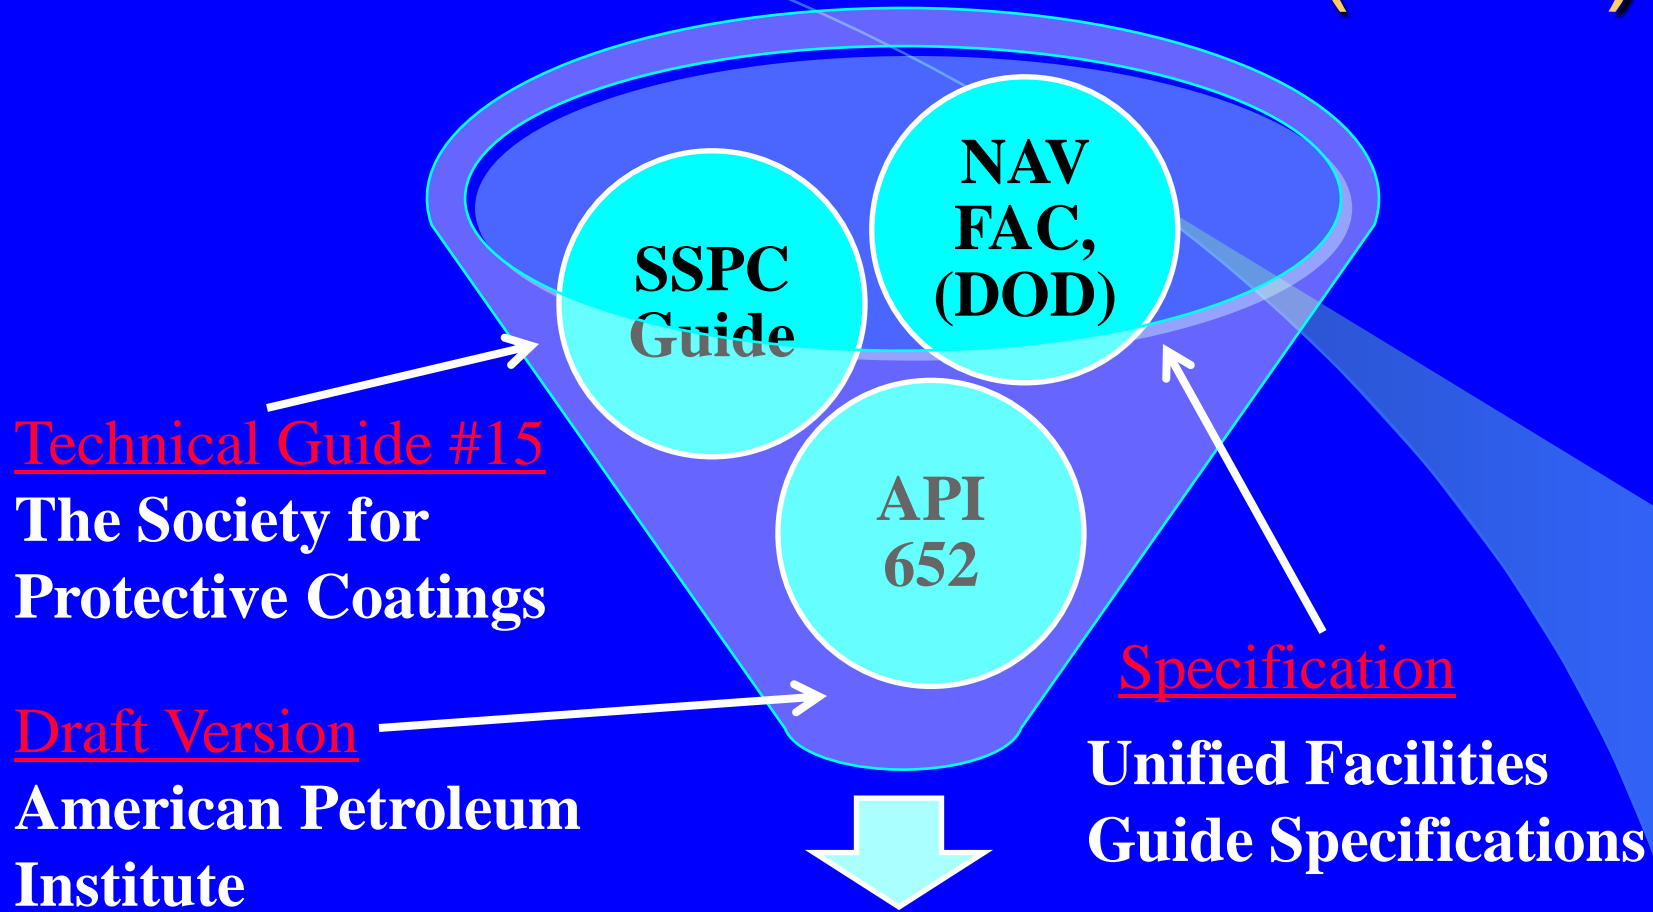 NAV
FAC,
(DOD)
SSPC
Guide
API
652
Technical Guide #15
The Society for
Protective Coatings
Draft Version
American Petroleum
Institute
Specification
Unified Facilities
Guide Specifications